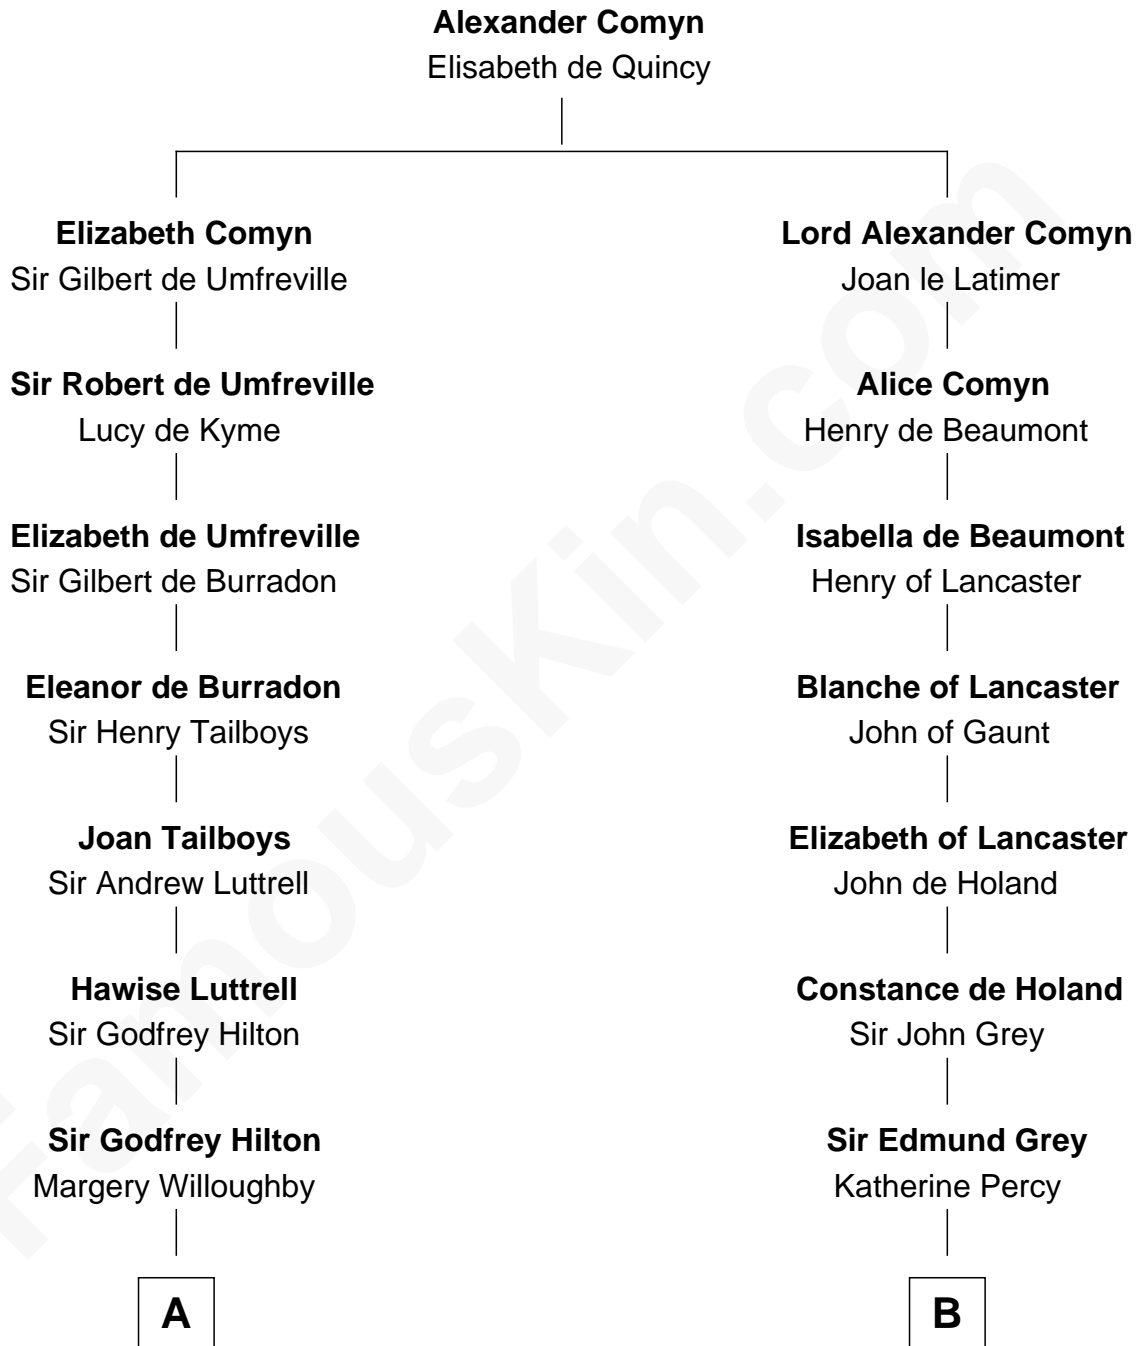 Alexander Comyn
Elisabeth de Quincy
Elizabeth Comyn
Sir Gilbert de Umfreville
Lord Alexander Comyn
Joan le Latimer
Sir Robert de Umfreville
Lucy de Kyme
Alice Comyn
Henry de Beaumont
Elizabeth de Umfreville
Sir Gilbert de Burradon
Isabella de Beaumont
Henry of Lancaster
Eleanor de Burradon
Sir Henry Tailboys
Blanche of Lancaster
John of Gaunt
Joan Tailboys
Sir Andrew Luttrell
Elizabeth of Lancaster
John de Holand
Hawise Luttrell
Sir Godfrey Hilton
Constance de Holand
Sir John Grey
Sir Godfrey Hilton
Margery Willoughby
Sir Edmund Grey
Katherine Percy
A
B
FamousKin.com